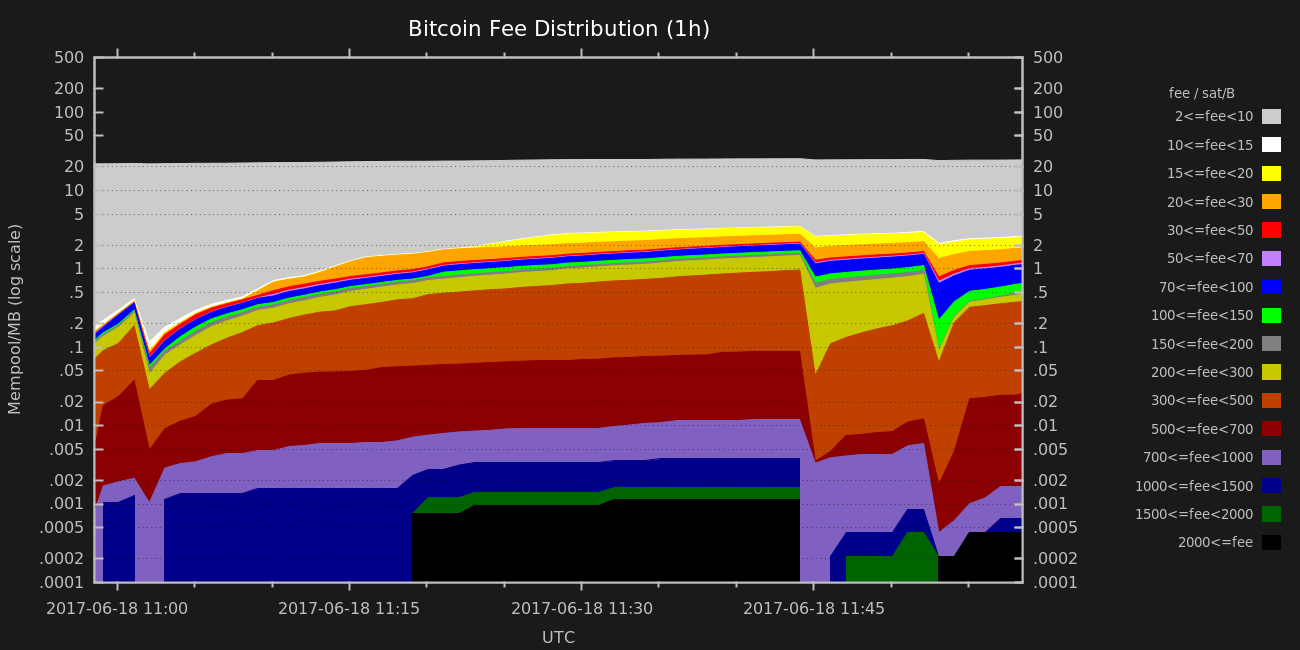 Bitcoin Fee Distribution (1h)
500
200
100
50
20
10
5
2
1
.5
.2
.1
.05
.02
.01
.005
.002
.001
.0005
.0002
.0001
Mempool/MB (log scale)
500
200
100
50
20
10
5
2
1
.5
.2
.1
.05
.02
.01
.005
.002
.001
.0005
.0002
.0001
2017-06-18 11:00 2017-06-18 11:15 2017-06-18 11:30 2017-06-18 11:45
UTC
fee / sat/B
2<=fee<10
10<=fee<15
15<=fee<20
20<=fee<30
30<=fee<50
50<=fee<70
70<=fee<100
100<=fee<150
150<=fee<200
200<=fee<300
300<=fee<500
500<=fee<700
700<=fee<1000
1000<=fee<1500
1500<=fee<2000
2000<=fee